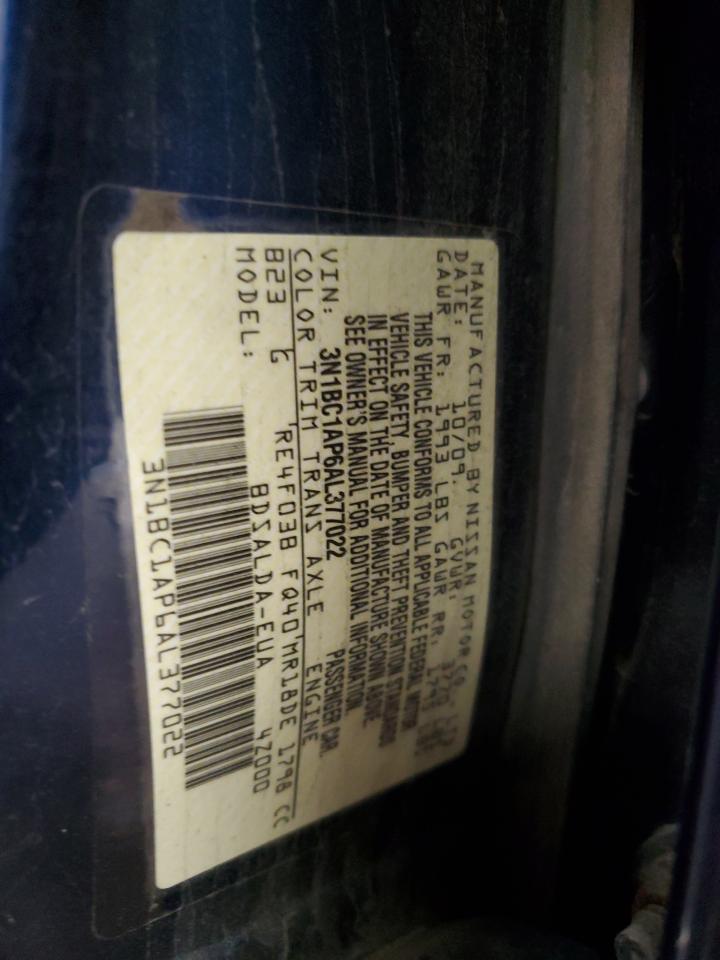 MANUFACTURED BY NISSAN MOTOR CO
DATE: 10/09. GVWR:
GAWR FR: 1993 LBS GAWR RR:
THIS VEHICLE CONFORMS TO ALL APPLICABLE FEDERAL MOTOR
VEHICLE SAFETY, BUMPER AND THEFT PREVENTION STANDARDS
IN EFFECT ON THE DATE OF MANUFACTURE SHOWN ABOVE.
SEE OWNER'S MANUAL FOR ADDITIONAL INFORMATION
VIN: 3N1BC1AP6AL377022 PASSENGER CAR.
COLOR TRIM TRANS AXLE ENGINE
B23 G 'RE4F03B FQ40'MR18DE 1798 CC
MODEL: BDSALDA-EUA 4Z000
3N1BC1AP6AL377022